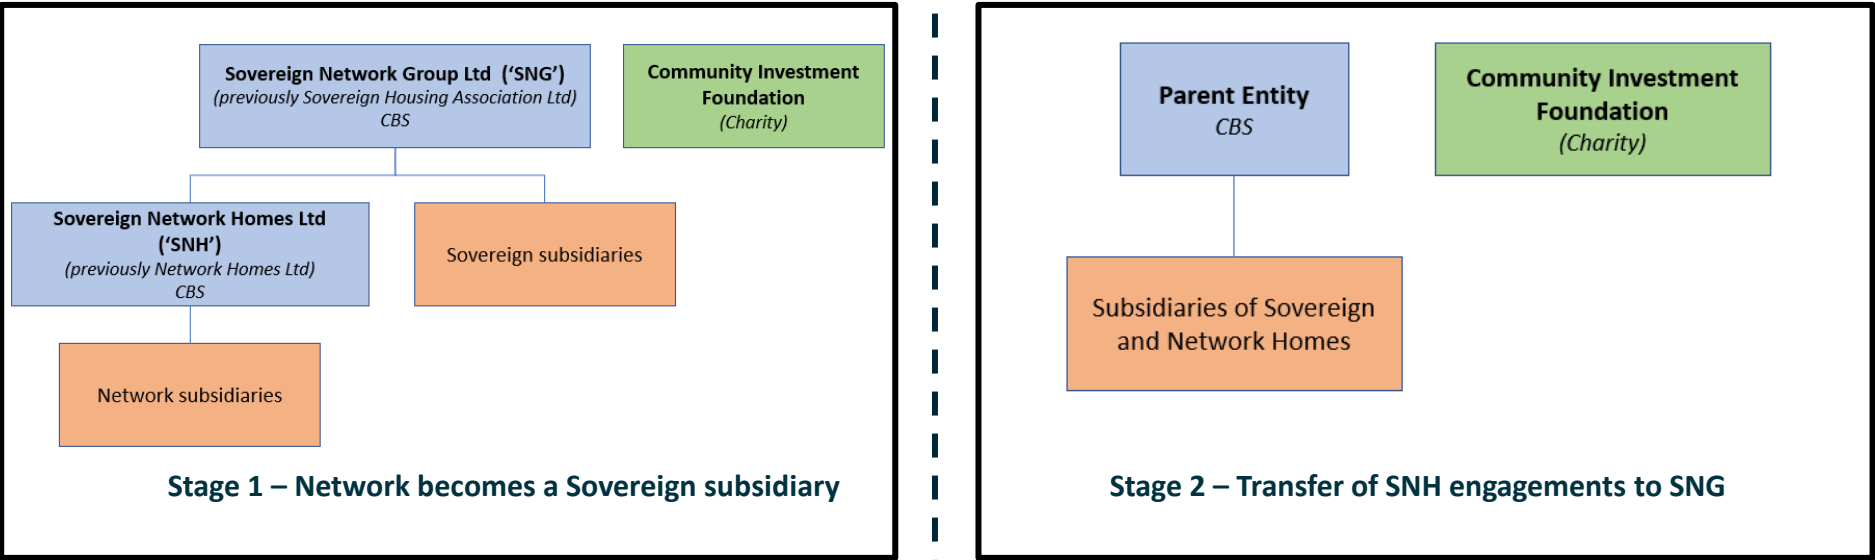 Sovereign Network Group Ltd  (‘SNG’)
(previously Sovereign Housing Association Ltd)
CBS
Community Investment
Foundation
(Charity)
Sovereign Network Homes Ltd
(‘SNH’)
(previously Network Homes Ltd)
CBS
Sovereign subsidiaries
Network subsidiaries
Stage 1 – Network becomes a Sovereign subsidiary
Parent Entity
CBS
Community Investment
Foundation
(Charity)
Subsidiaries of Sovereign
and Network Homes
Stage 2 – Transfer of SNH engagements to SNG